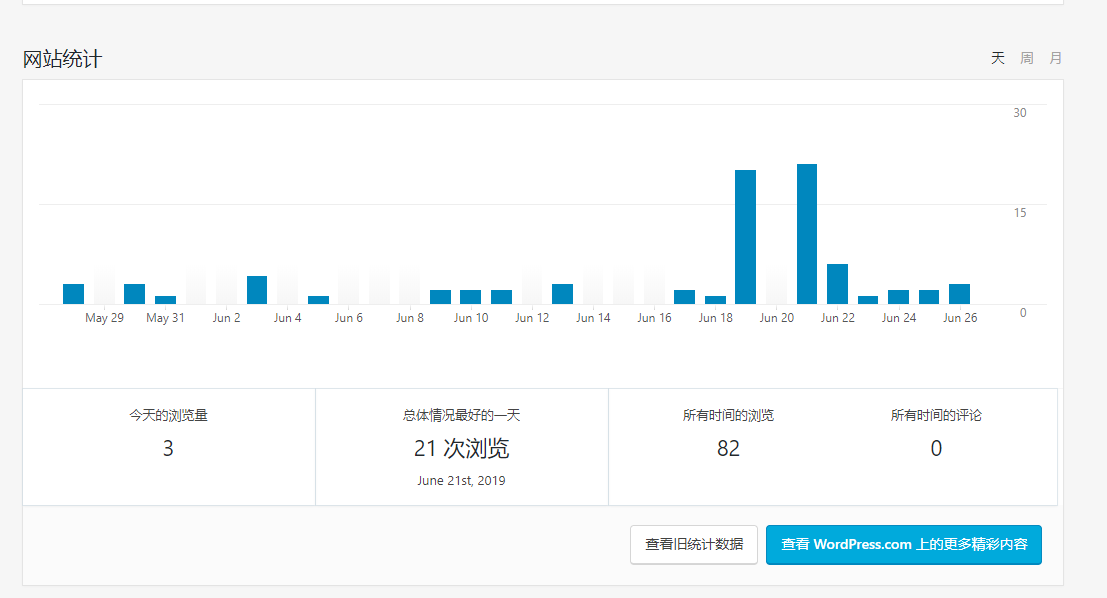 网站统计
天 周 月
30
15
0
May 29 May 31 Jun 2 Jun 4 Jun 6 Jun 8 Jun 10 Jun 12 Jun 14 Jun 16 Jun 18 Jun 20 Jun 22 Jun 24 Jun 26
今天的浏览量
3
总体情况最好的一天
21 次浏览
June 21st, 2019
所有时间的浏览
82
所有时间的评论
0
查看旧统计数据
查看 WordPress.com 上的更多精彩内容